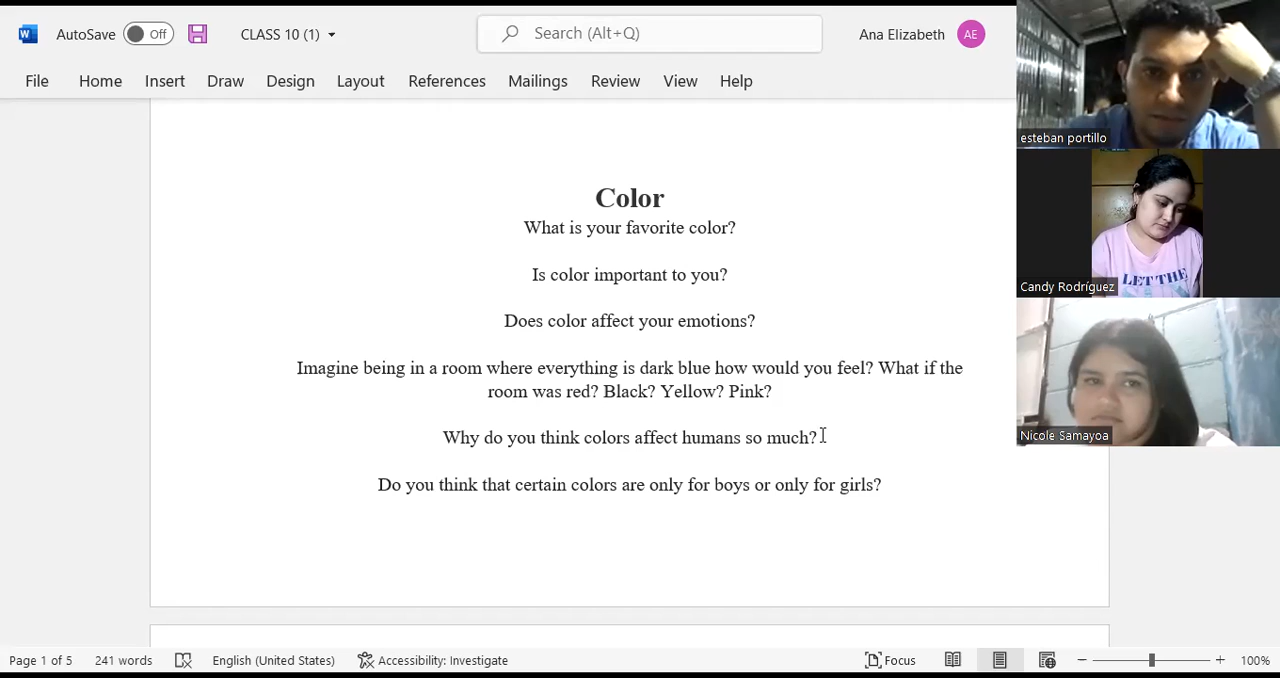 AutoSave Off CLASS 10 (1) Search (Alt+Q) Ana Elizabeth AE
File Home Insert Draw Design Layout References Mailings Review View Help
esteban portillo
Color
What is your favorite color?
LET THE
Candy Rodríguez
Is color important to you?
Does color affect your emotions?
Imagine being in a room where everything is dark blue how would you feel? What if the
room was red? Black? Yellow? Pink?
Nicole Samayoa
Why do you think colors affect humans so much?
Do you think that certain colors are only for boys or only for girls?
Page 1 of 5 241 words English (United States) Accessibility: Investigate Focus 100%